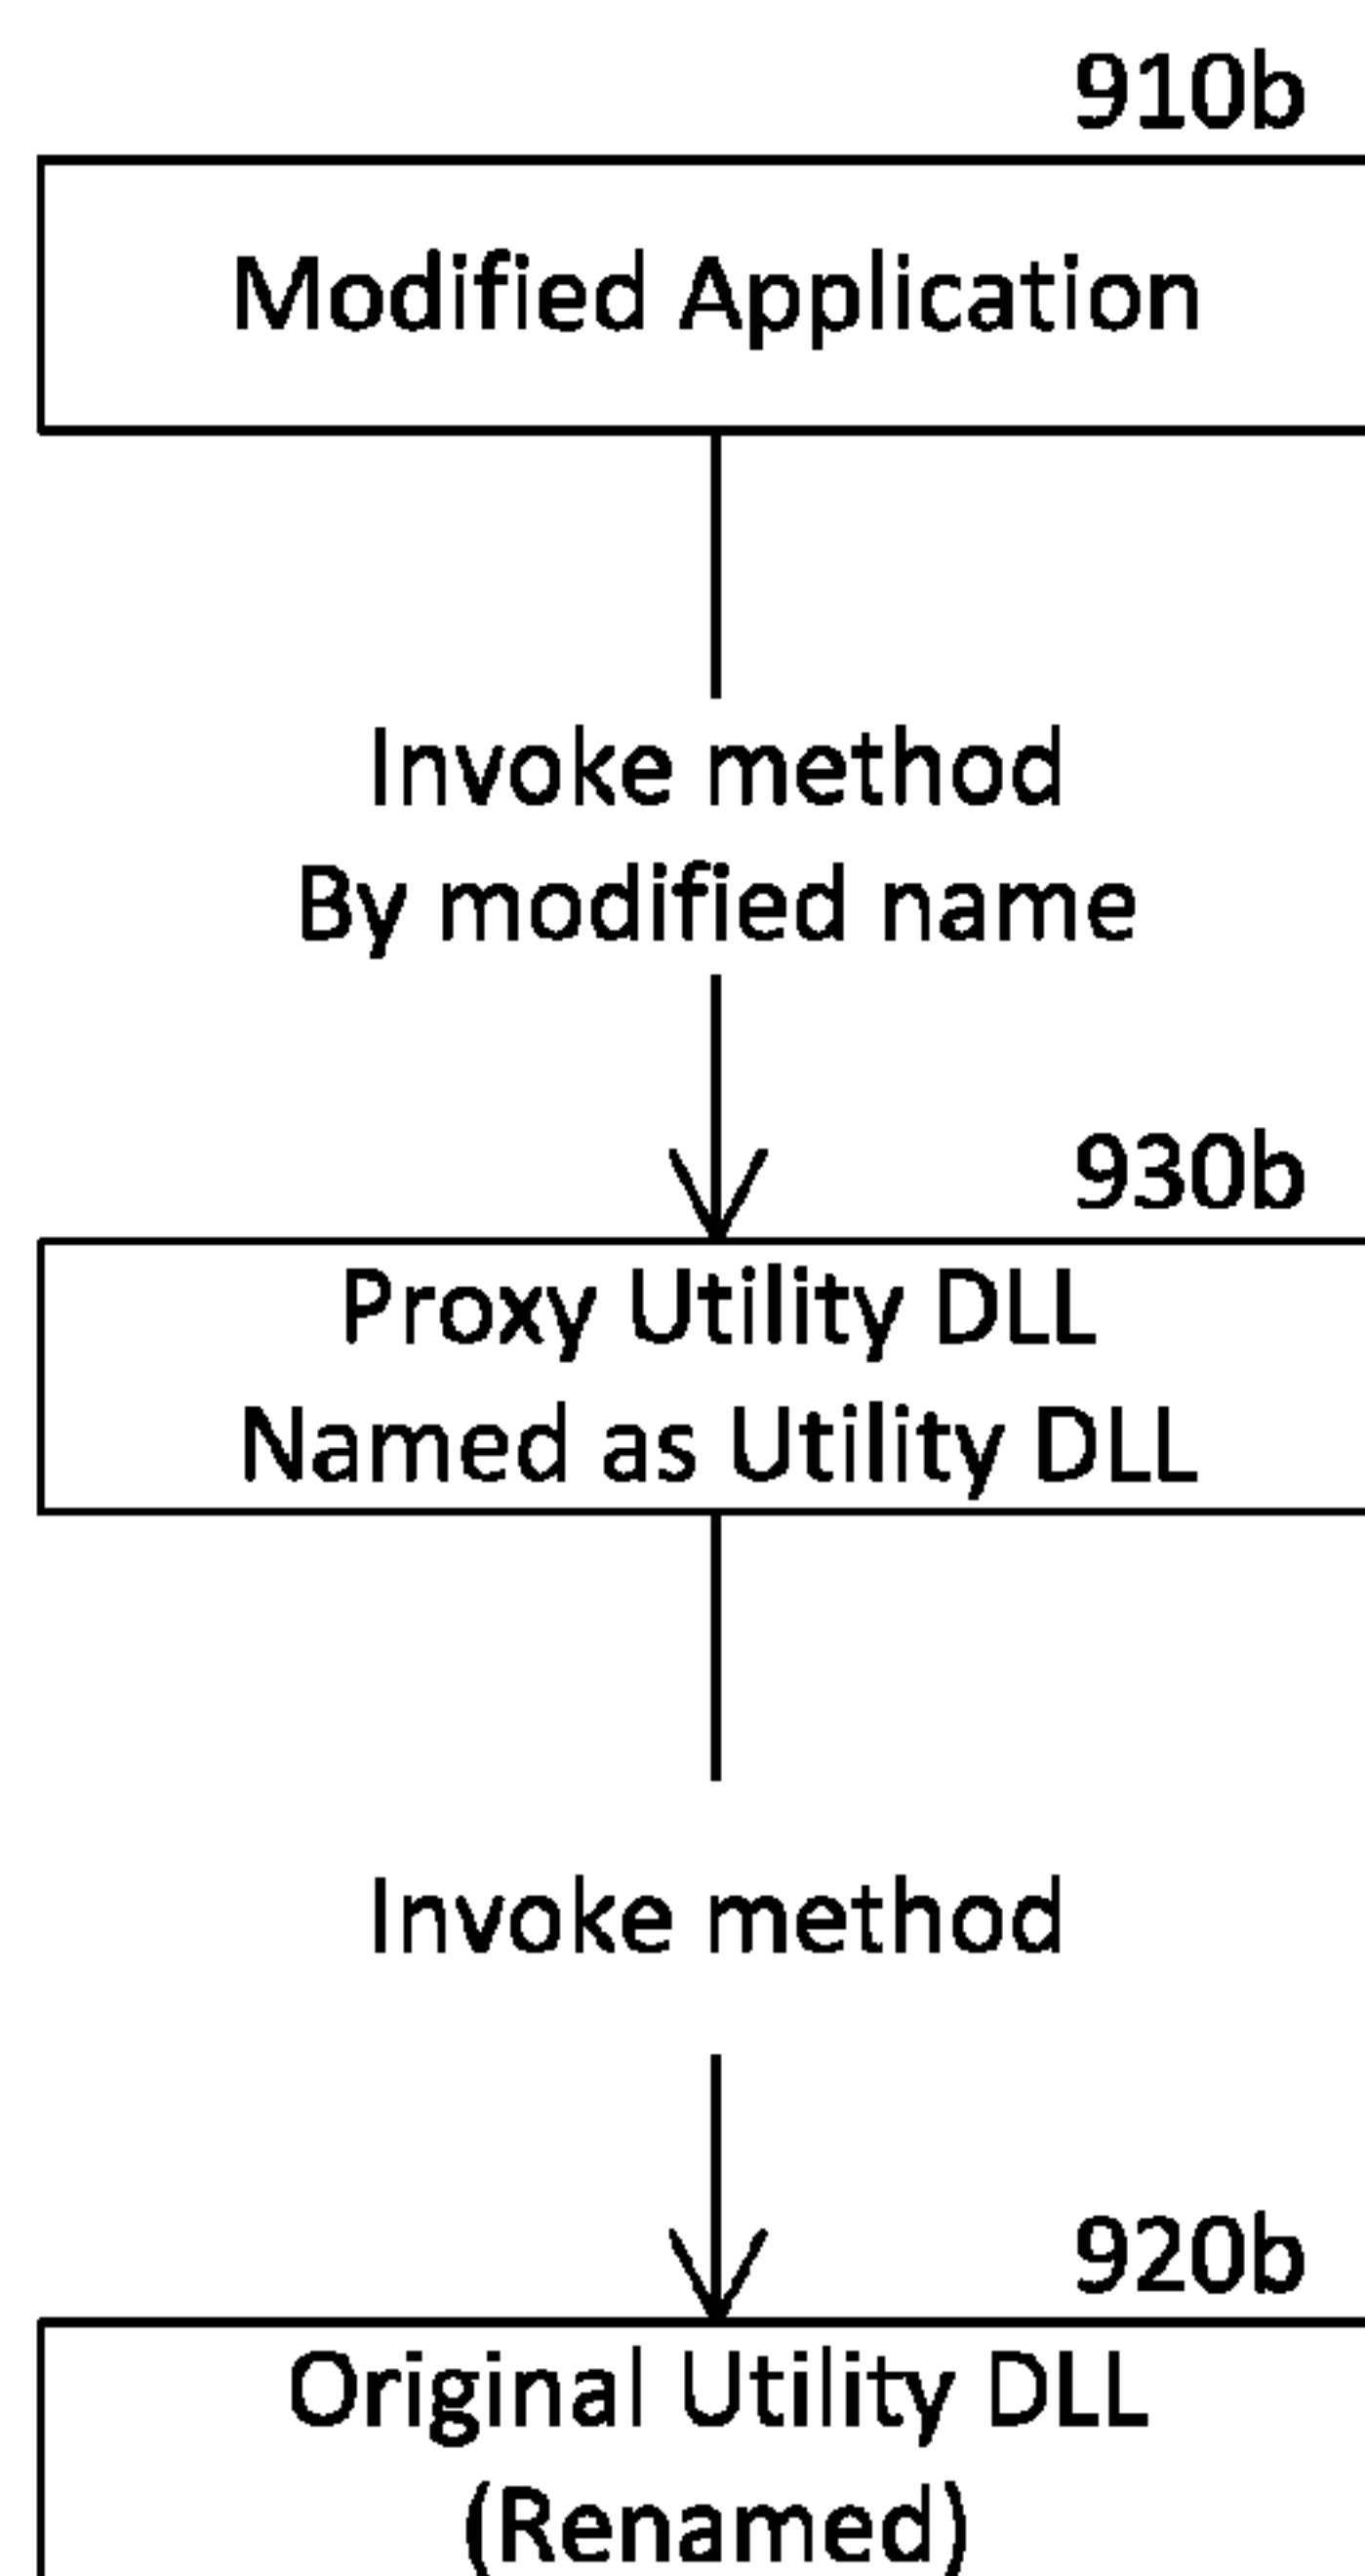 910b
Modified Application
Invoke method
By modified name
930b
Proxy Utility DLL
Named as Utility DLL
Invoke method
920b
Original Utility DLL
(Renamed)